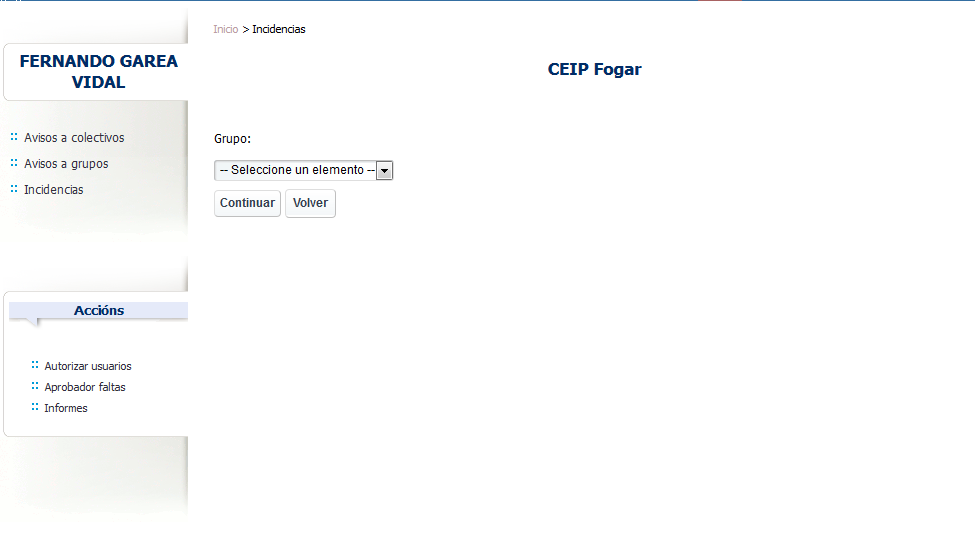 Inicio > Incidencias
FERNANDO GAREA
VIDAL
CEIP Fogar
Avisos a colectivos
Avisos a grupos
Incidencias
Grupo:
-- Seleccione un elemento --
Continuar Volver
Accións
Autorizar usuarios
Aprobador faltas
Informes